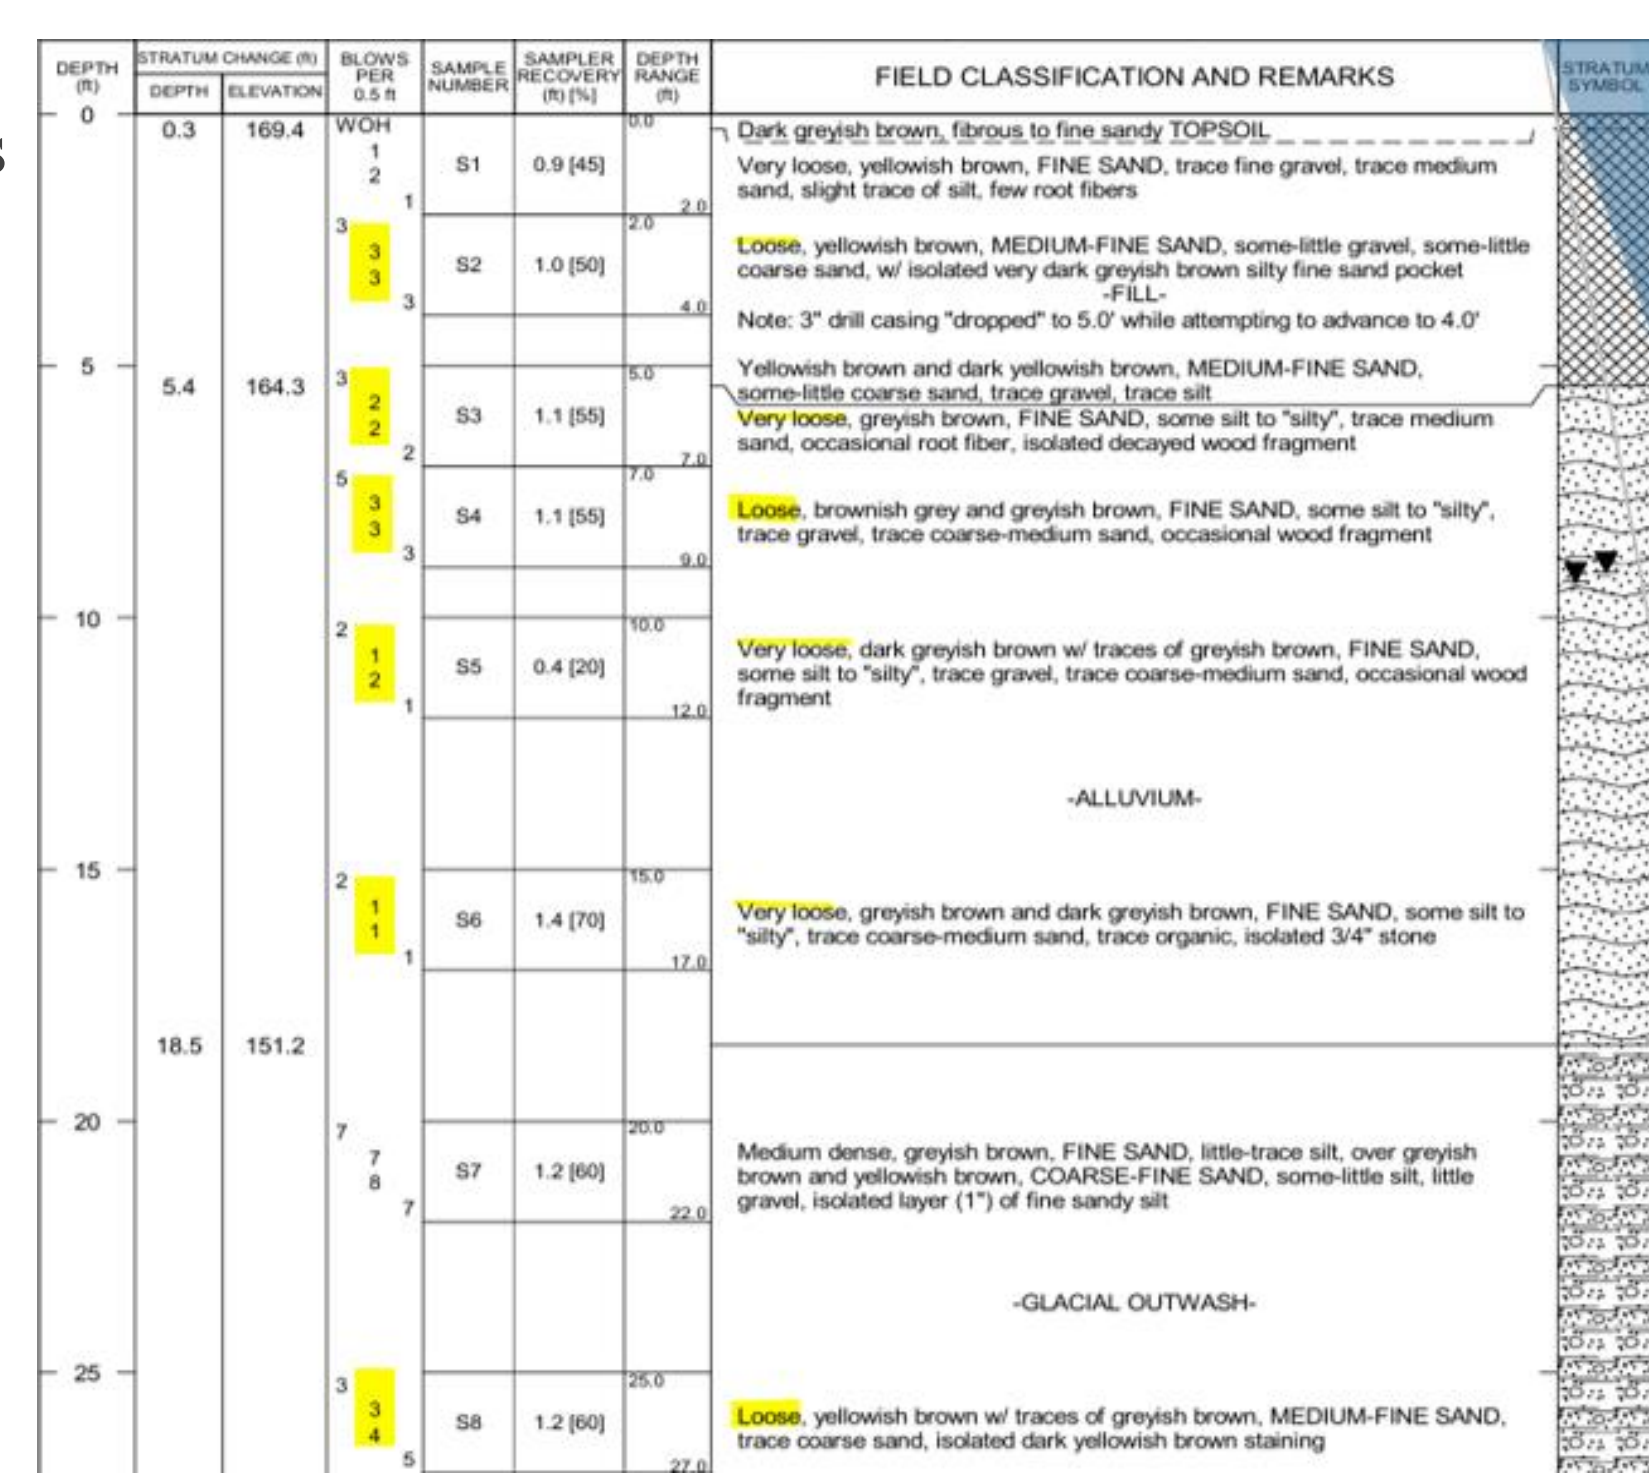 DEPTH (ft)
STRATUM CHANGE (ft)
DEPTH
ELEVATION
BLOWS PER 0.5 ft
SAMPLE NUMBER
SAMPLER RECOVERY (ft) [%]
DEPTH RANGE (ft)
FIELD CLASSIFICATION AND REMARKS
STRATUM SYMBOL
s
0
0.3 169.4
WOH
1
2
1
S1
0.9 [45]
0.0
2.0
Dark greyish brown, fibrous to fine sandy TOPSOIL
Very loose, yellowish brown, FINE SAND, trace fine gravel, trace medium
sand, slight trace of silt, few root fibers
3
3
3
3
S2
1.0 [50]
2.0
4.0
Loose, yellowish brown, MEDIUM-FINE SAND, some-little gravel, some-little
coarse sand, w/ isolated very dark greyish brown silty fine sand pocket
-FILL-
Note: 3" drill casing "dropped" to 5.0' while attempting to advance to 4.0'
5
5.4 164.3
3
2
2
2
S3
1.1 [55]
5.0
7.0
Yellowish brown and dark yellowish brown, MEDIUM-FINE SAND,
some-little coarse sand, trace gravel, trace silt
Very loose, greyish brown, FINE SAND, some silt to "silty", trace medium
sand, occasional root fiber, isolated decayed wood fragment
5
3
3
3
S4
1.1 [55]
7.0
9.0
Loose, brownish grey and greyish brown, FINE SAND, some silt to "silty",
trace gravel, trace coarse-medium sand, occasional wood fragment
10
2
1
2
1
S5
0.4 [20]
10.0
12.0
Very loose, dark greyish brown w/ traces of greyish brown, FINE SAND,
some silt to "silty", trace gravel, trace coarse-medium sand, occasional wood
fragment
-ALLUVIUM-
15
2
1
1
1
S6
1.4 [70]
15.0
17.0
Very loose, greyish brown and dark greyish brown, FINE SAND, some silt to
"silty", trace coarse-medium sand, trace organic, isolated 3/4" stone
18.5 151.2
20
7
7
8
7
S7
1.2 [60]
20.0
22.0
Medium dense, greyish brown, FINE SAND, little-trace silt, over greyish
brown and yellowish brown, COARSE-FINE SAND, some-little silt, little
gravel, isolated layer (1") of fine sandy silt
-GLACIAL OUTWASH-
25
3
3
4
5
S8
1.2 [60]
25.0
27.0
Loose, yellowish brown w/ traces of greyish brown, MEDIUM-FINE SAND,
trace coarse sand, isolated dark yellowish brown staining